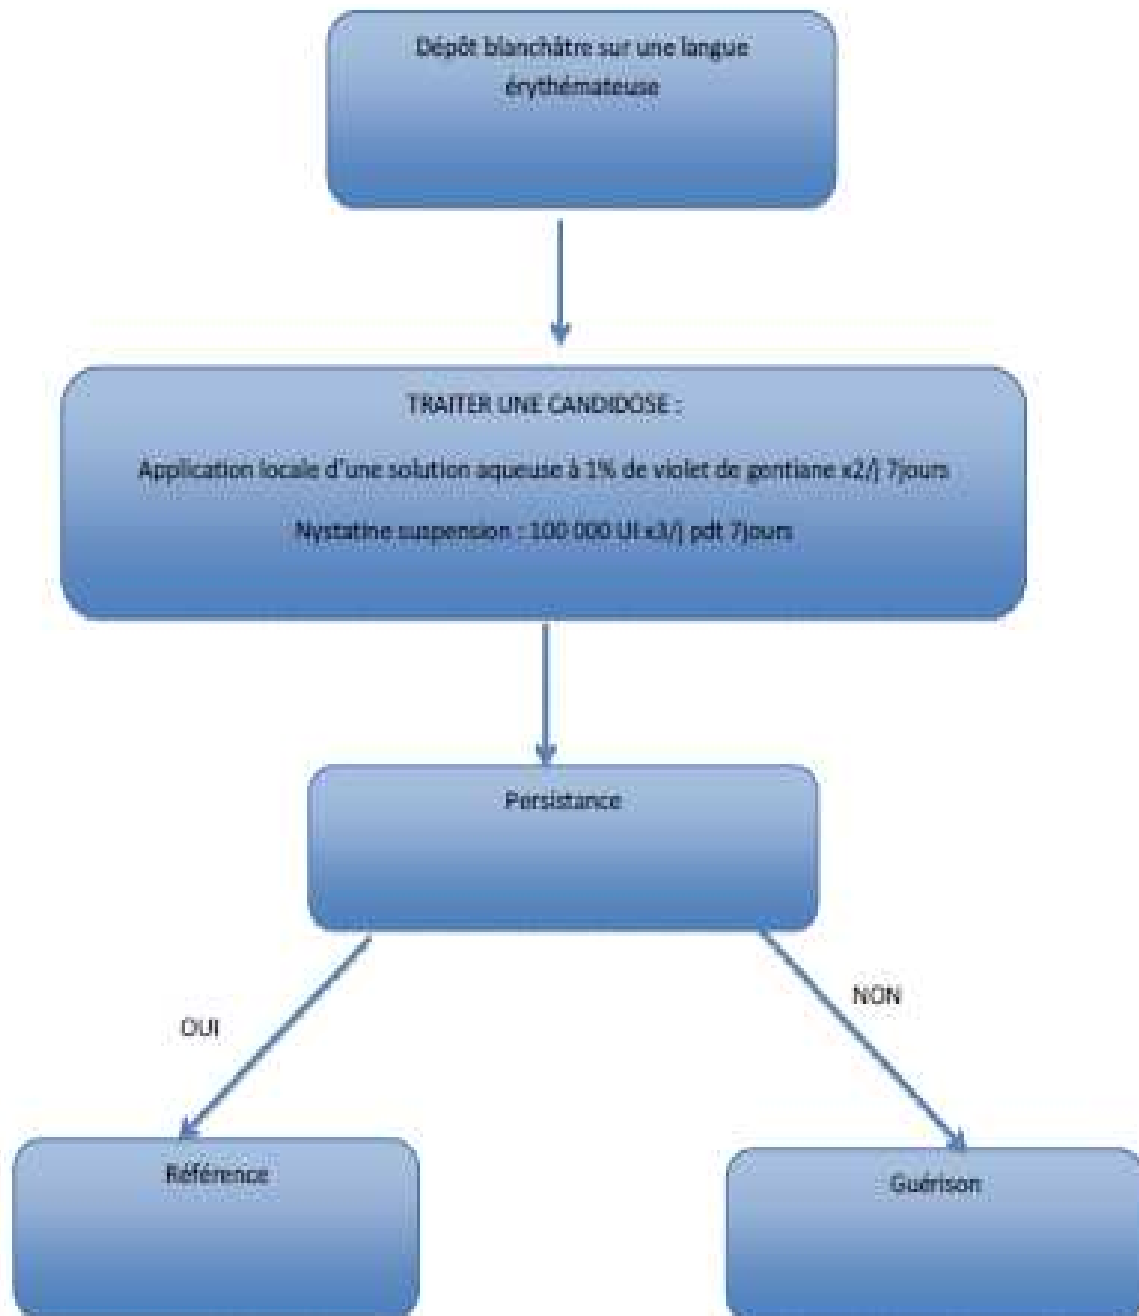 Dépôt blanchâtre sur une langue
érythémateuse
TRAITER UNE CANDIDOSE :
Application locale d'une solution aqueuse à 1% de violet de gentiane x2/j 7jours
Nystatine suspension : 100 000 UI x3/j pdt 7jours
Persistance
OUI
NON
Référence
Guérison